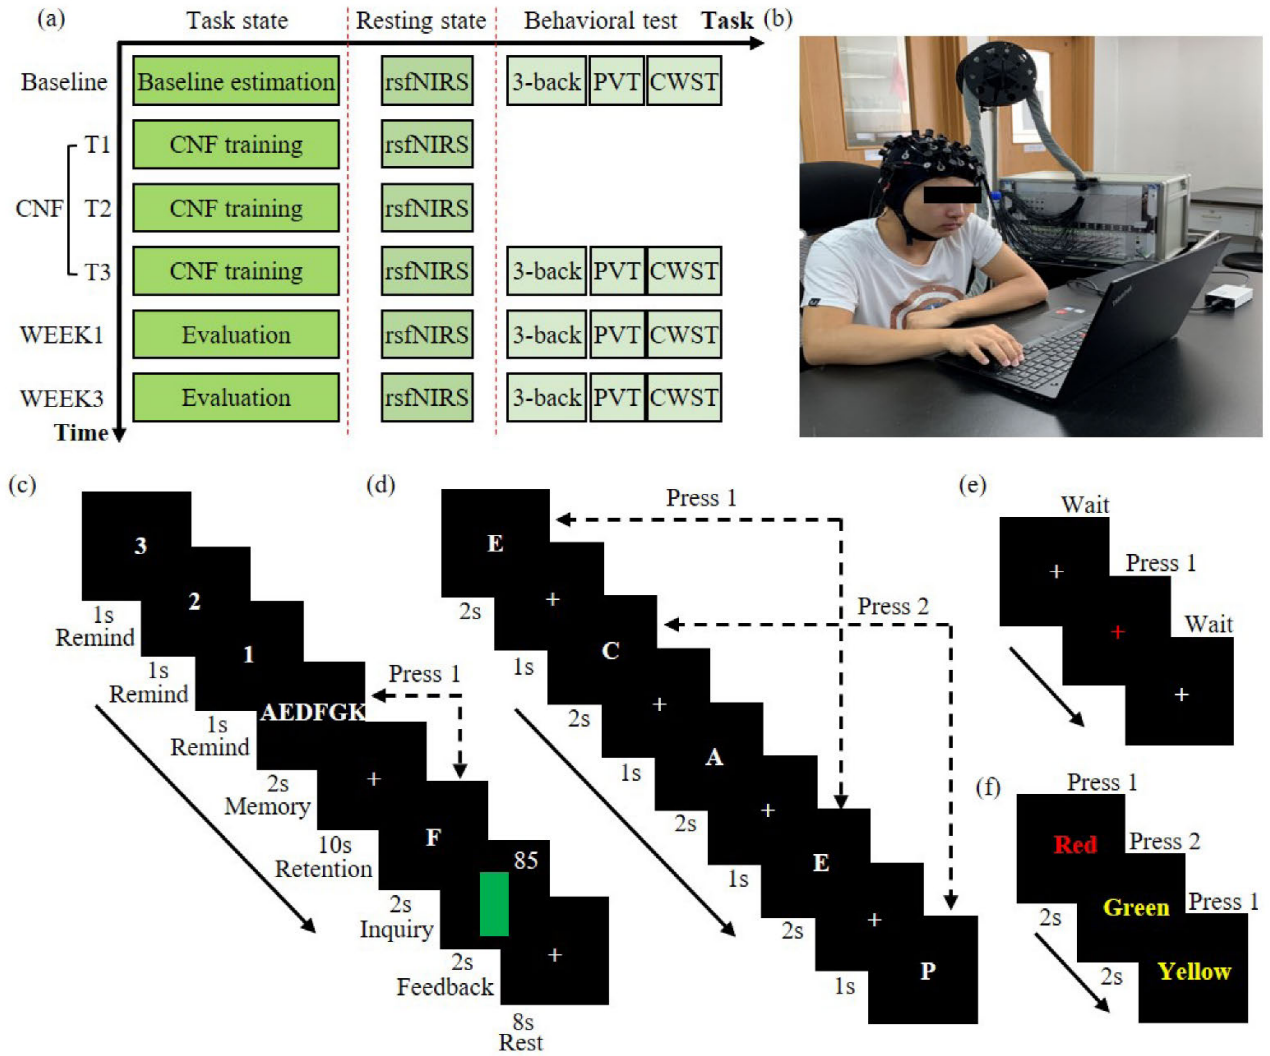 (a)
Task state
Resting state
Behavioral test
Task
Baseline
Baseline estimation
rsfNIRS
3-back
PVT
CWST
T1
CNF training
rsfNIRS
CNF
T2
CNF training
rsfNIRS
T3
CNF training
rsfNIRS
3-back
PVT
CWST
WEEK1
Evaluation
rsfNIRS
3-back
PVT
CWST
WEEK3
Evaluation
rsfNIRS
3-back
PVT
CWST
Time
(b)
(c)
3
1s
Remind
2
1s
Remind
1
1s
Remind
AEDFGK
2s
Memory
Press 1
+
10s
Retention
F
2s
Inquiry
85
2s
Feedback
+
8s
Rest
(d)
E
2s
Press 1
+
1s
C
2s
Press 2
+
1s
A
2s
+
1s
E
2s
+
1s
P
(e)
Wait
+
Press 1
+
Wait
+
(f)
Press 1
Red
2s
Press 2
Green
2s
Press 1
Yellow